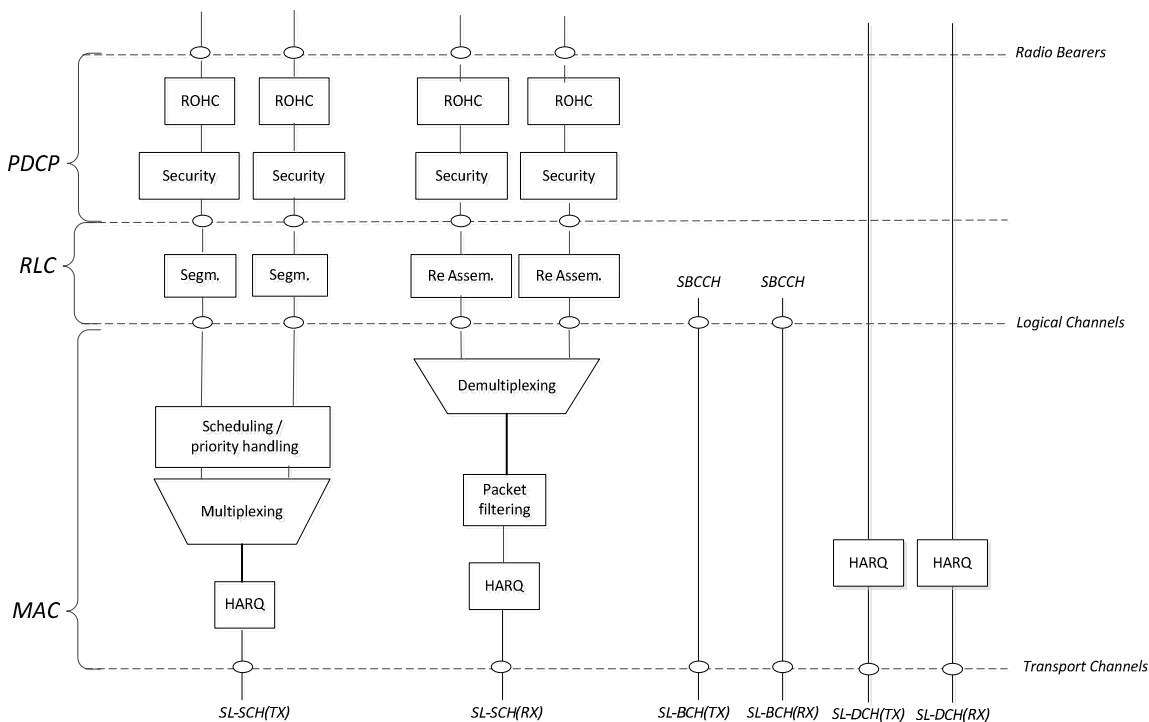 Radio Bearers
ROHC ROHC ROHC ROHC
PDCP
Security Security Security Security
RLC
Segm. Segm. Re Assem. Re Assem.
SBCCH SBCCH
Logical Channels
Demultiplexing
Scheduling /
priority handling
Packet
filtering
Multiplexing
HARQ HARQ
HARQ
HARQ
MAC
Transport Channels
SL-SCH(TX) SL-SCH(RX) SL-BCH(TX) SL-BCH(RX) SL-DCH(TX) SL-DCH(RX)